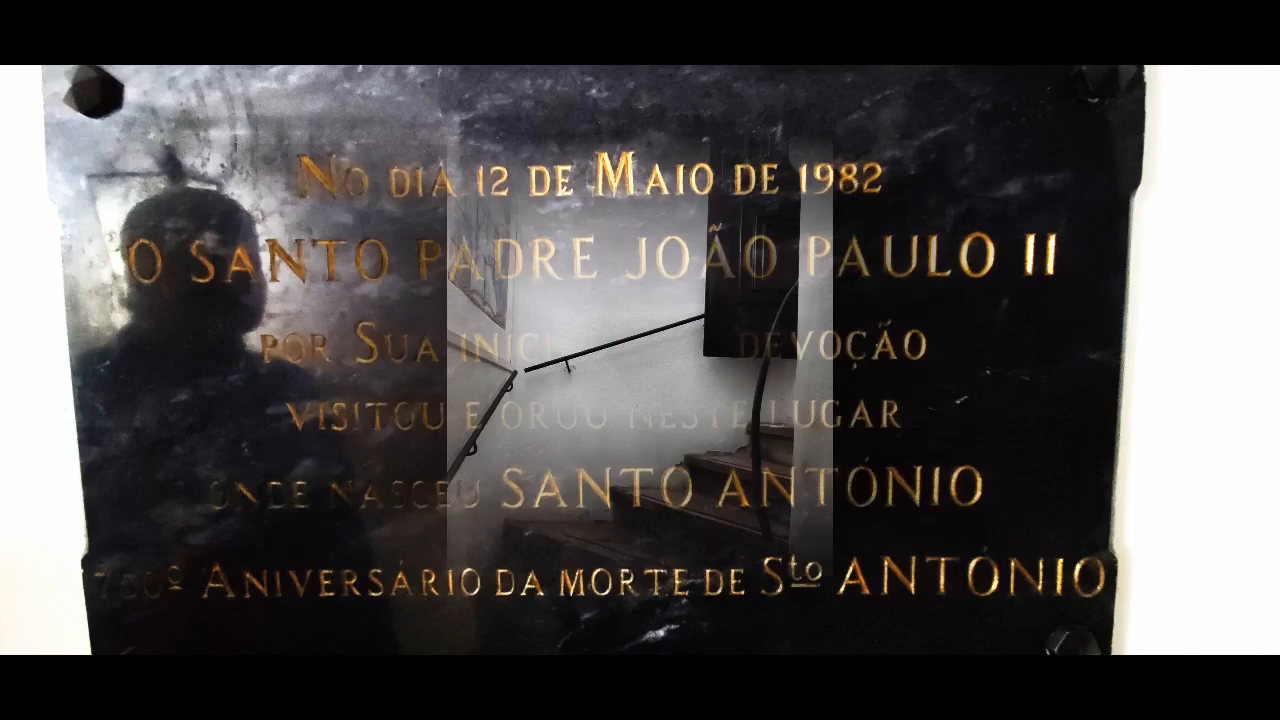 No dia 12 de Maio de 1982
O SANTO PADRE JOÃO PAULO II
por Sua DEVOÇÃO
VISITOU E OROU NESTE LUGAR
ONDE NASCEU SANTO ANTÓNIO
750º ANIVERSÁRIO DA MORTE DE Sto ANTÓNIO